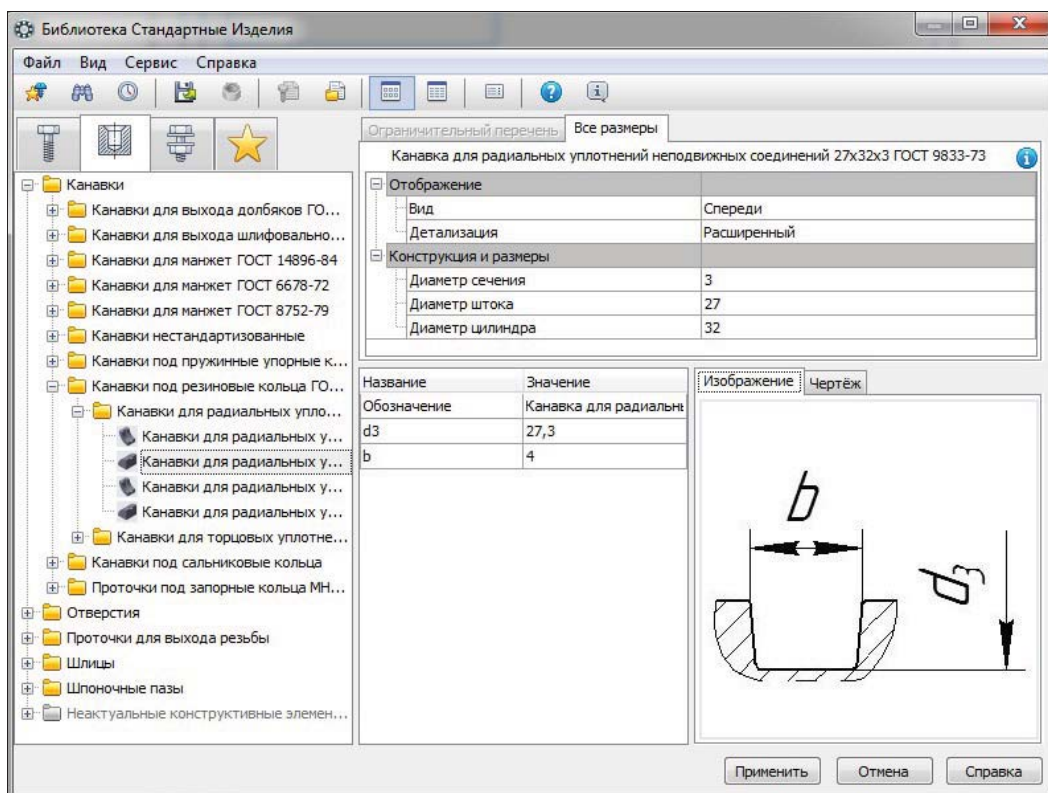 Библиотека Стандартные Изделия
Файл Вид Сервис Справка
Канавки
Канавки для выхода долбяков ГО...
Канавки для выхода шлифовально...
Канавки для манжет ГОСТ 14896-84
Канавки для манжет ГОСТ 6678-72
Канавки для манжет ГОСТ 8752-79
Канавки нестандартизованные
Канавки под пружинные упорные к...
Канавки под резиновые кольца ГО...
Канавки для радиальных упло...
Канавки для радиальных у...
Канавки для радиальных у...
Канавки для радиальных у...
Канавки для радиальных у...
Канавки для торцовых уплотне...
Канавки под сальниковые кольца
Проточки под запорные кольца МН...
Отверстия
Проточки для выхода резьбы
Шлицы
Шпоночные пазы
Неактуальные конструктивные элемен...
Ограничительный перечень Все размеры
Канавка для радиальных уплотнений неподвижных соединений 27x32x3 ГОСТ 9833-73
Отображение
Вид Спереди
Детализация Расширенный
Конструкция и размеры
Диаметр сечения 3
Диаметр штока 27
Диаметр цилиндра 32
Название Значение
Обозначение Канавка для радиальн
d3 27,3
b 4
Изображение Чертёж
b
d3
Применить Отмена Справка